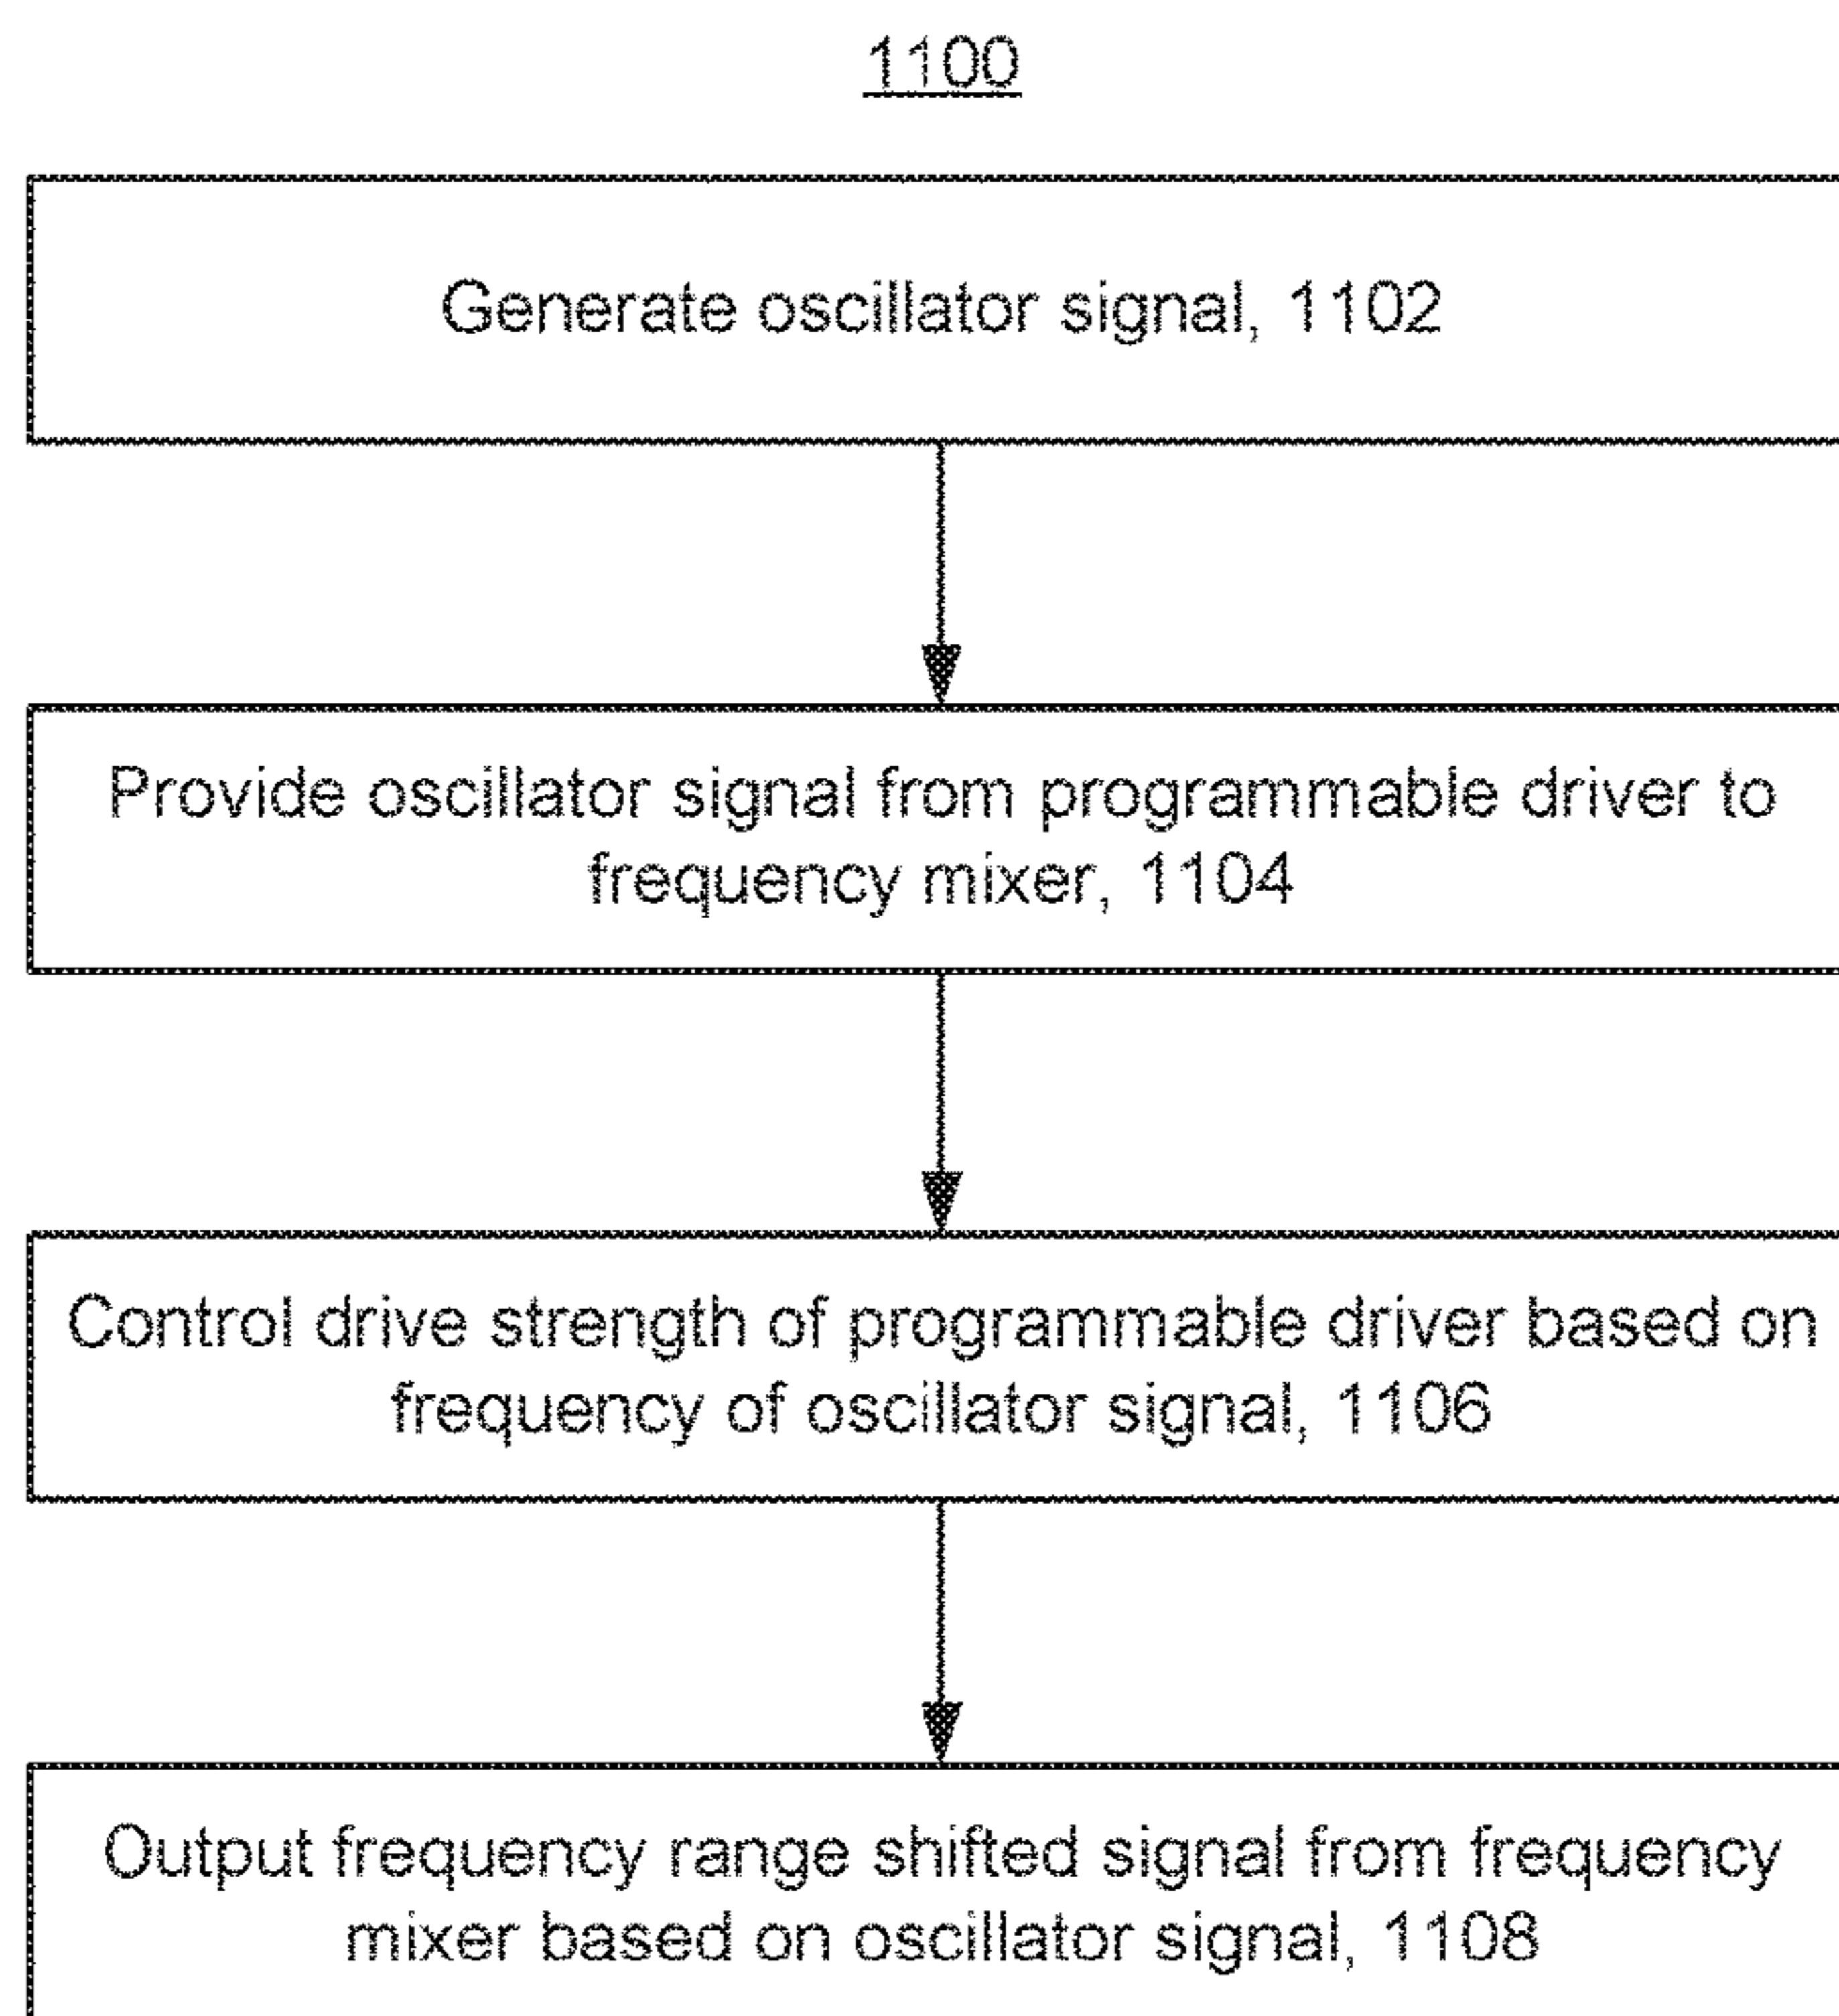 1100
Generate oscillator signal, 1102
Provide oscillator signal from programmable driver to
frequency mixer, 1104
Control drive strength of programmable driver based on
frequency of oscillator signal, 1106
Output frequency range shifted signal from frequency
mixer based on oscillator signal, 1108